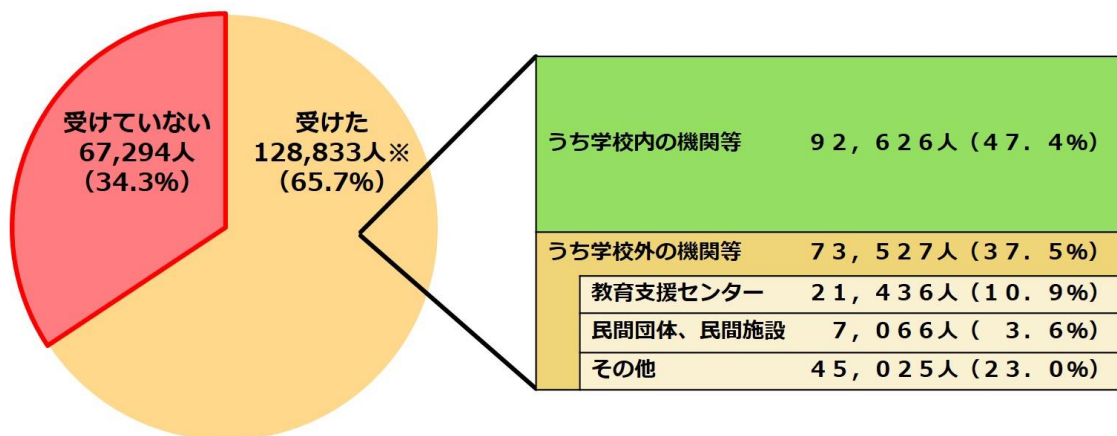 受けていない
67,294人
（34.3%）
受けた
128,833人※
（65.7%）
うち学校内の機関等 ９２，６２６人（４７．４％）
うち学校外の機関等 ７３，５２７人（３７．５％）
教育支援センター ２１，４３６人（１０．９％）
民間団体、民間施設 ７，０６６人（ ３．６％）
その他 ４５，０２５人（２３．０％）